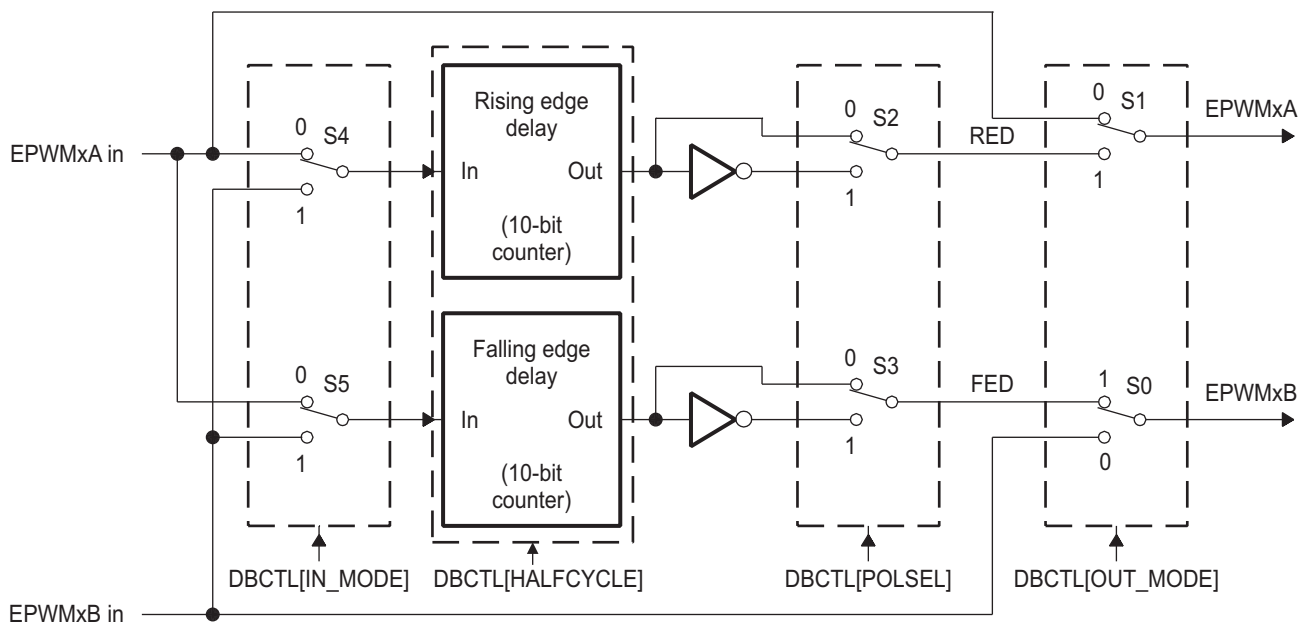 EPWMxA in
0
S4
1
Rising edge
delay
In
Out
(10-bit
counter)
0
S2
1
RED
0
S1
1
EPWMxA
0
S5
1
Falling edge
delay
In
Out
(10-bit
counter)
0
S3
1
FED
1
S0
0
EPWMxB
DBCTL[IN_MODE]
DBCTL[HALFCYCLE]
DBCTL[POLSEL]
DBCTL[OUT_MODE]
EPWMxB in